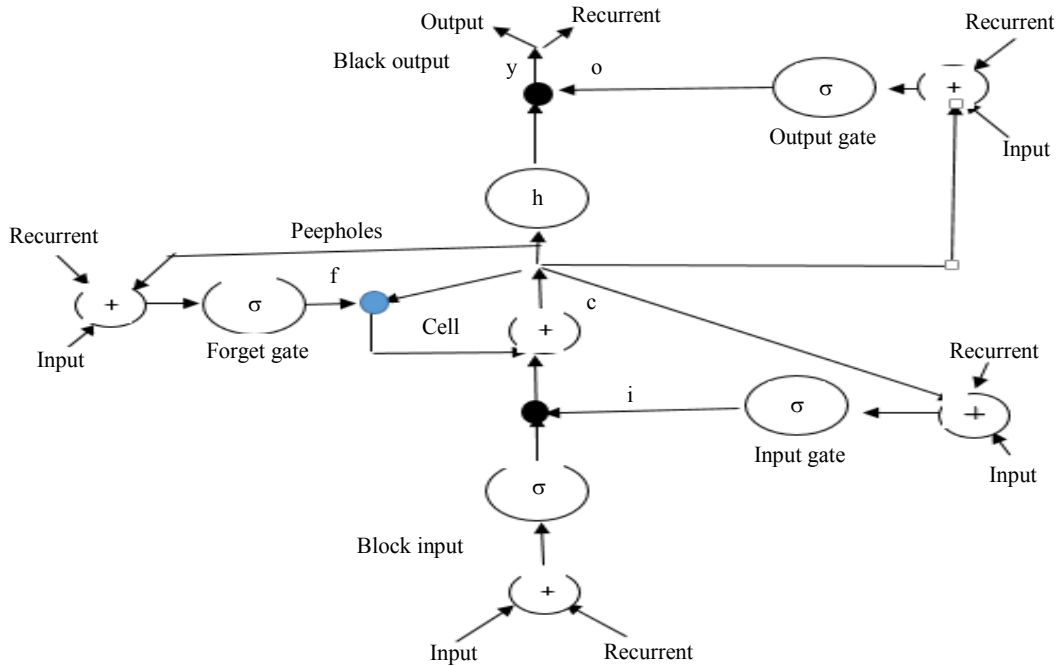 Output
Recurrent
Recurrent
Black output
y
o
σ
+
Output gate
Input
h
Recurrent
Peepholes
f
+
σ
c
Cell
+
Input
Forget gate
Recurrent
i
σ
+
Input gate
Input
σ
Block input
+
Input
Recurrent